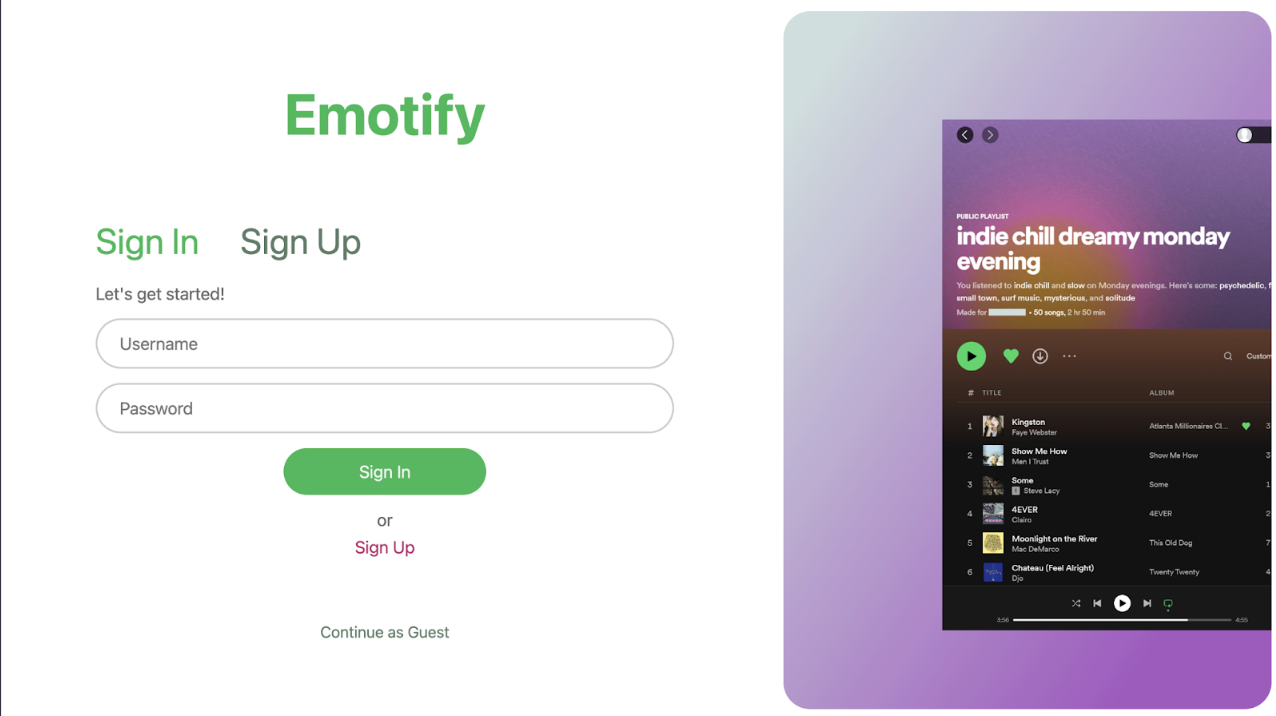 Emotify
Sign In
Sign Up
Let's get started!
Username
Password
Sign In
or
Sign Up
Continue as Guest
PUBLIC PLAYLIST
indie chill dreamy monday
evening
You listened to indie chill and slow on Monday evenings. Here's some: psychedelic, f
small town, surf music, mysterious, and solitude
Made for • 50 songs, 2 hr 50 min
Custom
# TITLE ALBUM
1 Kingston Atlanta Millionaires Cl... 3
Faye Webster
2 Show Me How Show Me How 3
Men I Trust
3 Some Some 1
E Steve Lacy
4 4EVER 4EVER 2
Clairo
5 Moonlight on the River This Old Dog 7
Mac DeMarco
6 Chateau (Feel Alright) Twenty Twenty 4
Djo
3:56 4:55